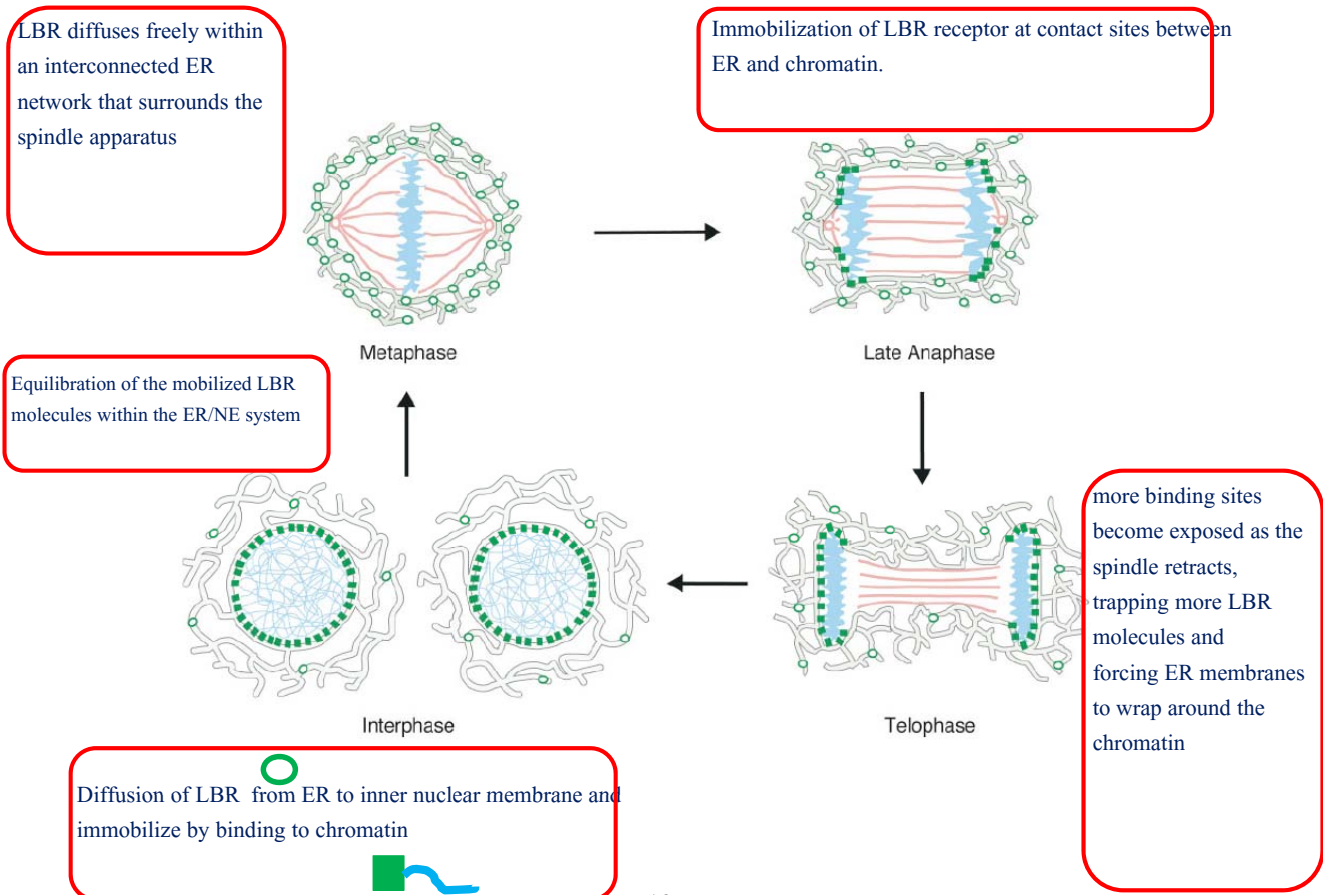 LBR diffuses freely within
an interconnected ER
network that surrounds the
spindle apparatus
Immobilization of LBR receptor at contact sites between
ER and chromatin.
Metaphase
Late Anaphase
Equilibration of the mobilized LBR
molecules within the ER/NE system
more binding sites
become exposed as the
spindle retracts,
trapping more LBR
molecules and
forcing ER membranes
to wrap around the
chromatin
Interphase
Telophase
Diffusion of LBR from ER to inner nuclear membrane and
immobilize by binding to chromatin